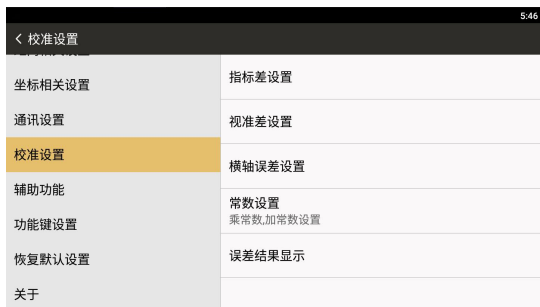 5:46
校准设置
坐标相关设置
通讯设置
校准设置
辅助功能
功能键设置
恢复默认设置
关于
指标差设置
视准差设置
横轴误差设置
常数设置
乘常数,加常数设置
误差结果显示